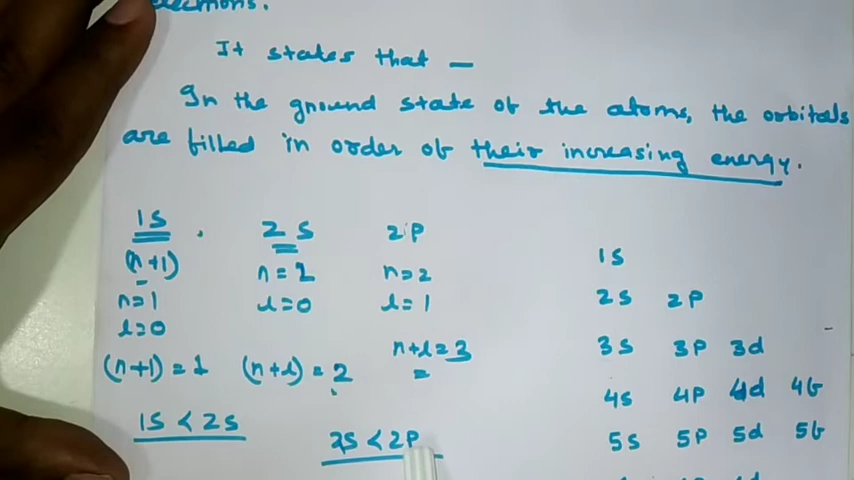 It states that —
In the ground state of the atoms, the orbitals
are filled in order of their increasing energy.
1S . 2S 2P
(n+l) n=2 n=2
n=1 l=0 l=1
l=0
(n+l) = 1 (n+l) = 2 n+l=3
1S < 2S
2S < 2P
1S
2S 2P
3S 3P 3d
4S 4P 4d 4f
5S 5P 5d 5f